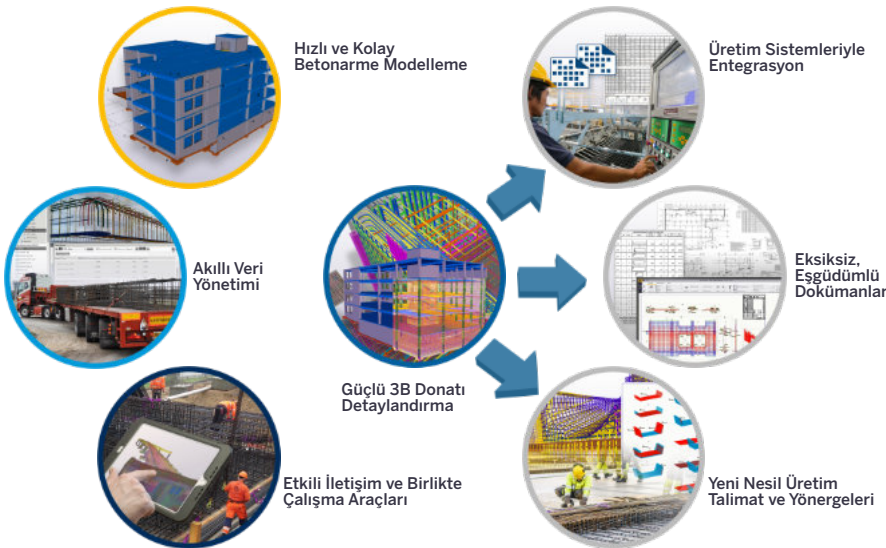 Hızlı ve Kolay
Betonarme Modelleme
Üretim Sistemleriyle
Entegrasyon
Akıllı Veri
Yönetimi
Eksiksiz,
Eşgüdümlü
Dokümanlar
Güçlü 3B Donatı
Detaylandırma
Etkili İletişim ve Birlikte
Çalışma Araçları
Yeni Nesil Üretim
Talimat ve Yönergeleri